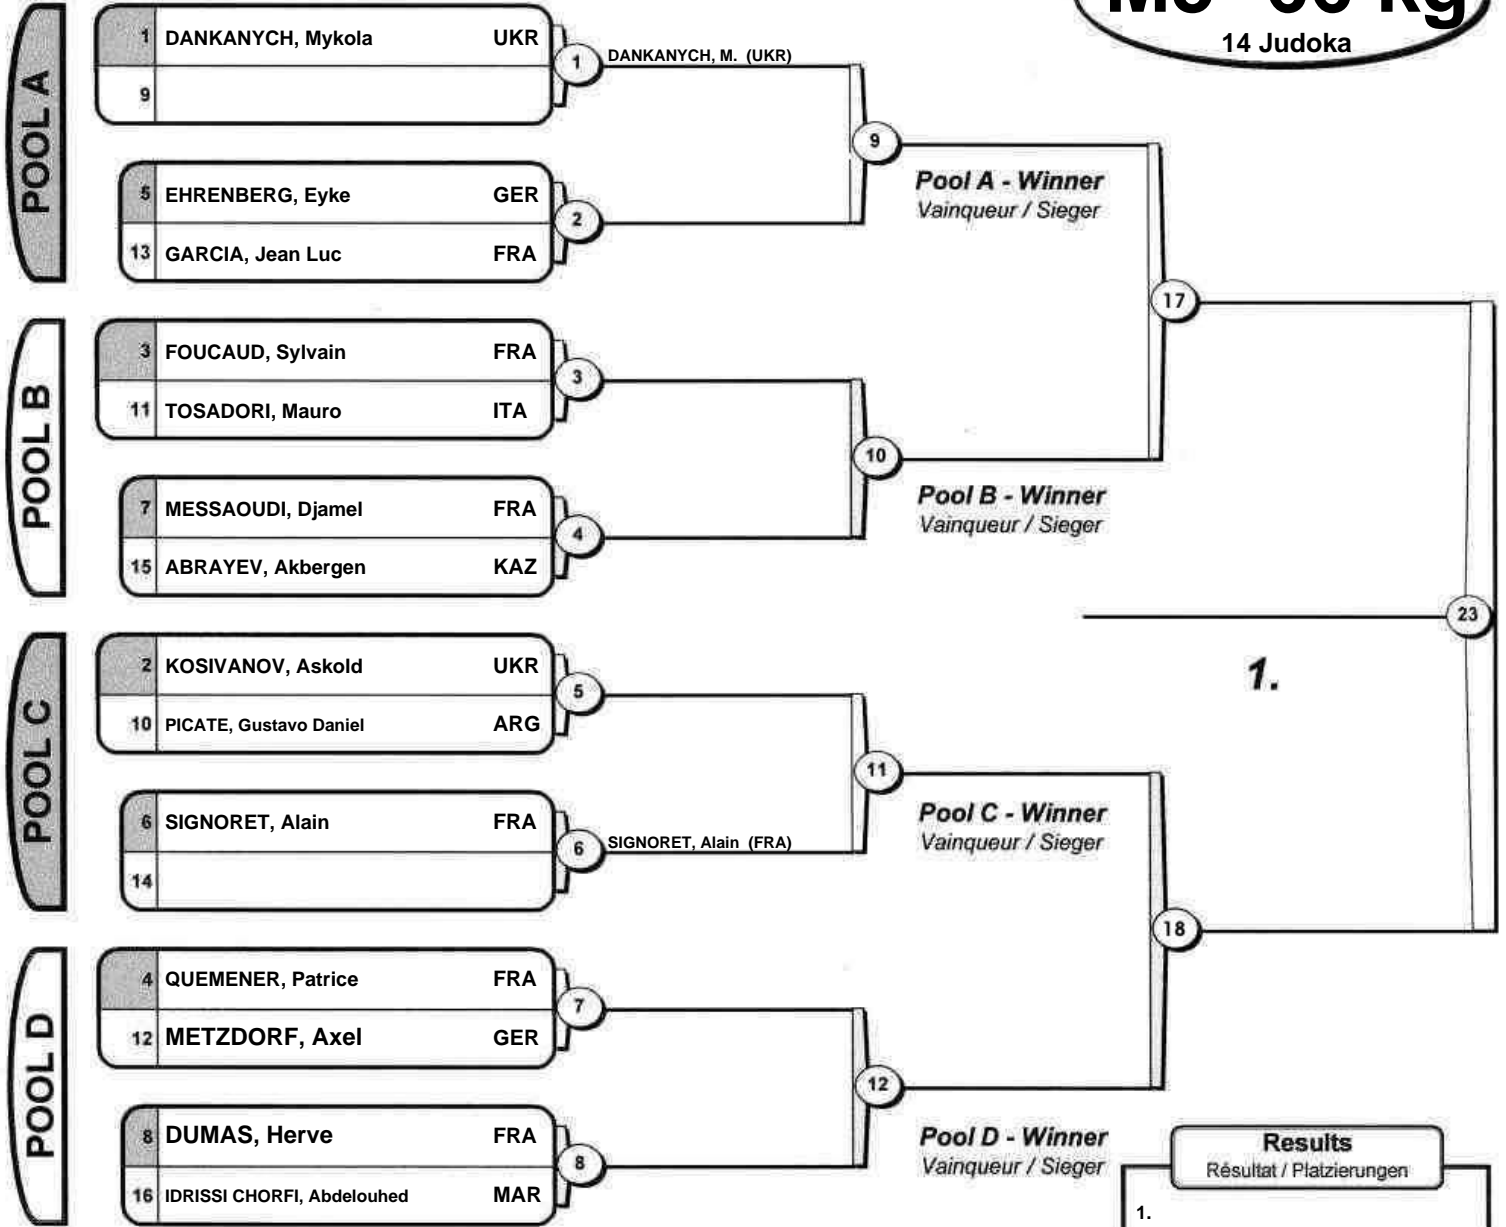 M3 -66 kg
14 Judoka
POOL A
1 DANKANYCH, Mykola UKR
9
1
DANKANYCH, M. (UKR)
5 EHRENBERG, Eyke GER
13 GARCIA, Jean Luc FRA
2
9
Pool A - Winner
Vainqueur / Sieger
POOL B
3 FOUCAUD, Sylvain FRA
11 TOSADORI, Mauro ITA
3
7 MESSAOUDI, Djamel FRA
15 ABRAYEV, Akbergen KAZ
4
10
Pool B - Winner
Vainqueur / Sieger
17
POOL C
2 KOSIVANOV, Askold UKR
10 PICATE, Gustavo Daniel ARG
5
6 SIGNORET, Alain FRA
14
6
SIGNORET, Alain (FRA)
11
Pool C - Winner
Vainqueur / Sieger
POOL D
4 QUEMENER, Patrice FRA
12 METZDORF, Axel GER
7
8 DUMAS, Herve FRA
16 IDRISSI CHORFI, Abdelouhed MAR
8
12
Pool D - Winner
Vainqueur / Sieger
18
23
1.
Results
Résultat / Platzierungen
1.